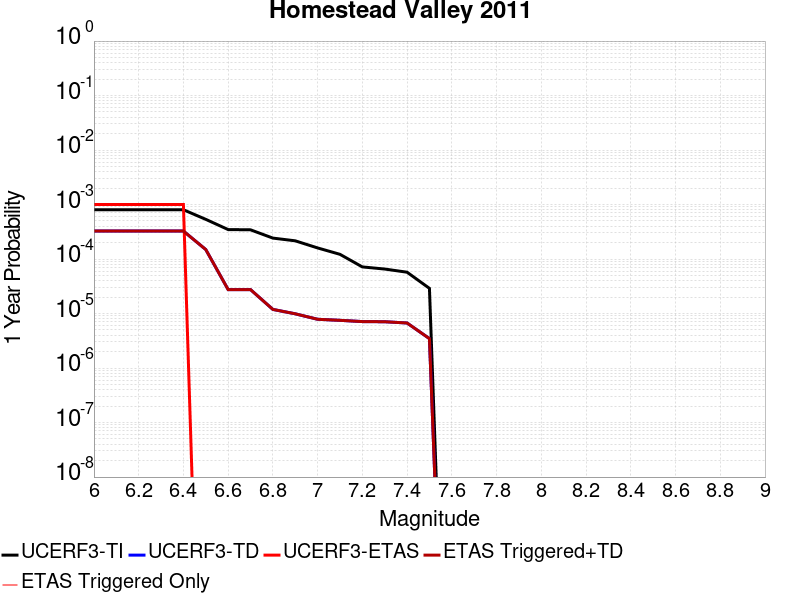 Homestead Valley 2011
1 Year Probability
10^0
10^-1
10^-2
10^-3
10^-4
10^-5
10^-6
10^-7
10^-8
6 6.2 6.4 6.6 6.8 7 7.2 7.4 7.6 7.8 8 8.2 8.4 8.6 8.8 9
Magnitude
UCERF3-TI UCERF3-TD UCERF3-ETAS ETAS Triggered+TD
ETAS Triggered Only